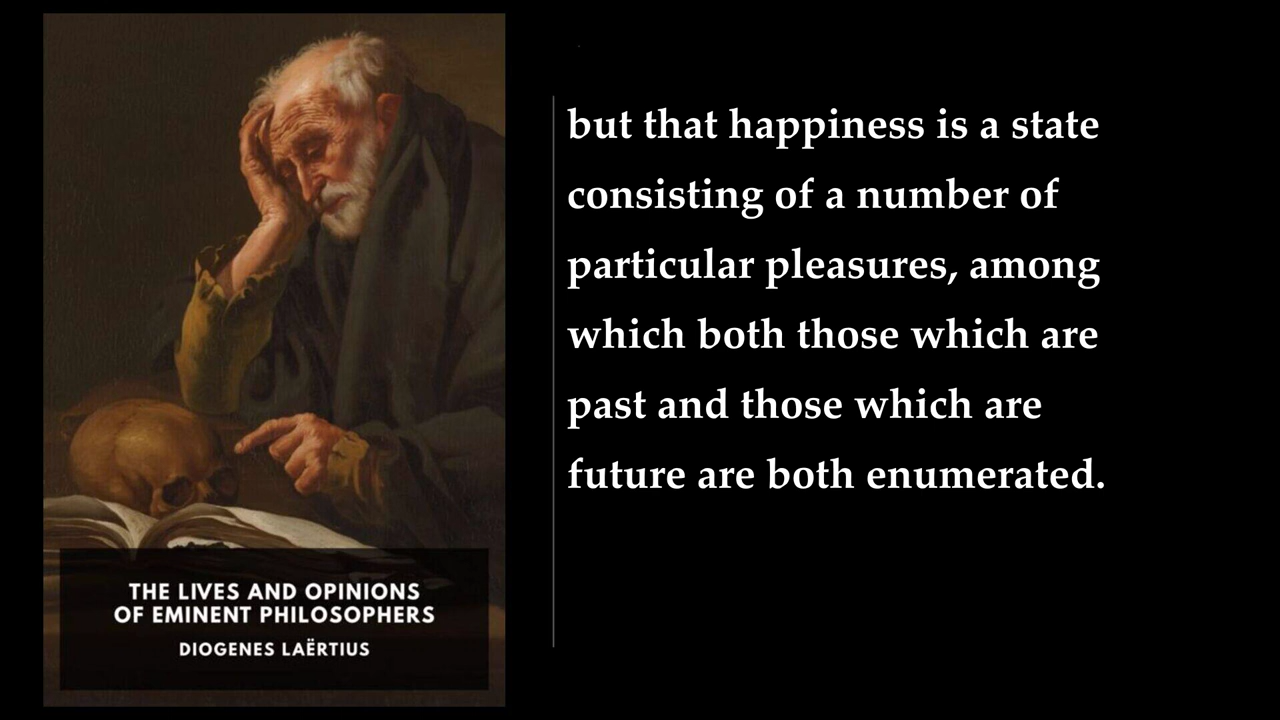 but that happiness is a state
consisting of a number of
particular pleasures, among
which both those which are
past and those which are
future are both enumerated.
THE LIVES AND OPINIONS
OF EMINENT PHILOSOPHERS
DIOGENES LAËRTIUS